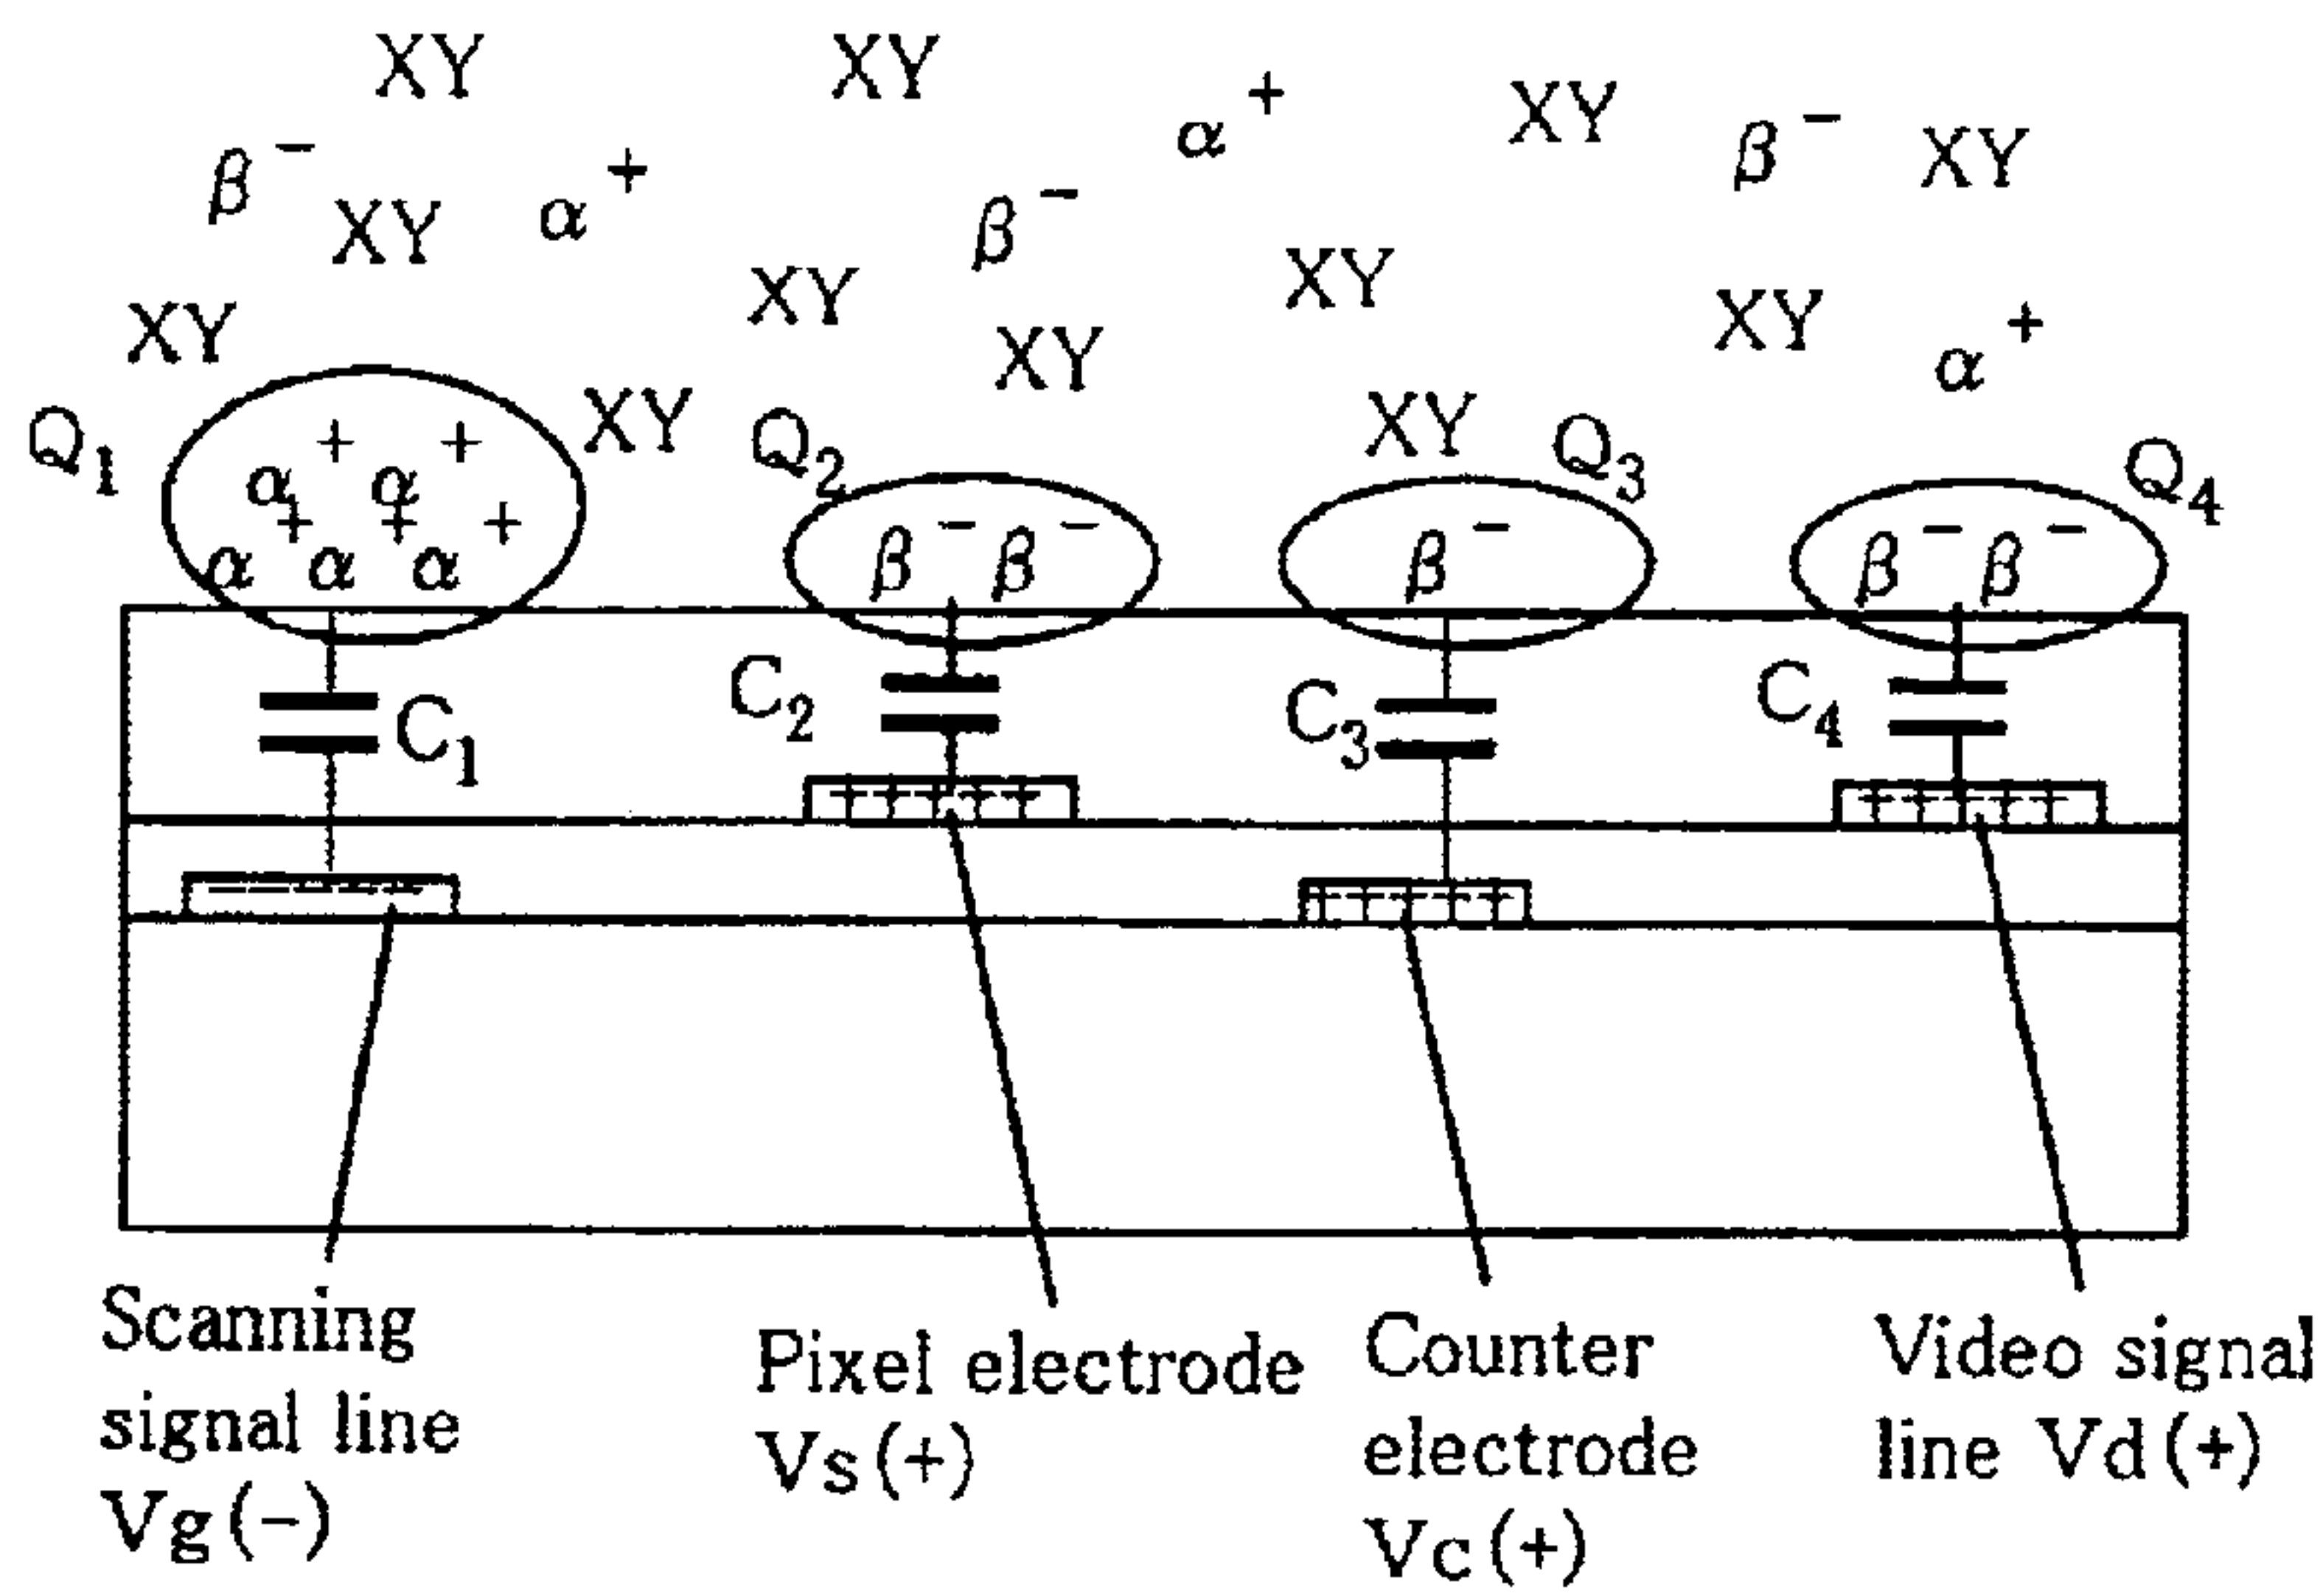 XY XY α+ XY β− XY
β− XY α+ β− XY
XY XY XY XY α+
Q1 α+ α+ XY Q2 XY Q3 Q4
α+ α+ α+ β− β− β− β− β−
C1 C2 C3 C4
Scanning
signal line
Vg(−)
Pixel electrode
Vs(+)
Counter
electrode
Vc(+)
Video signal
line Vd(+)